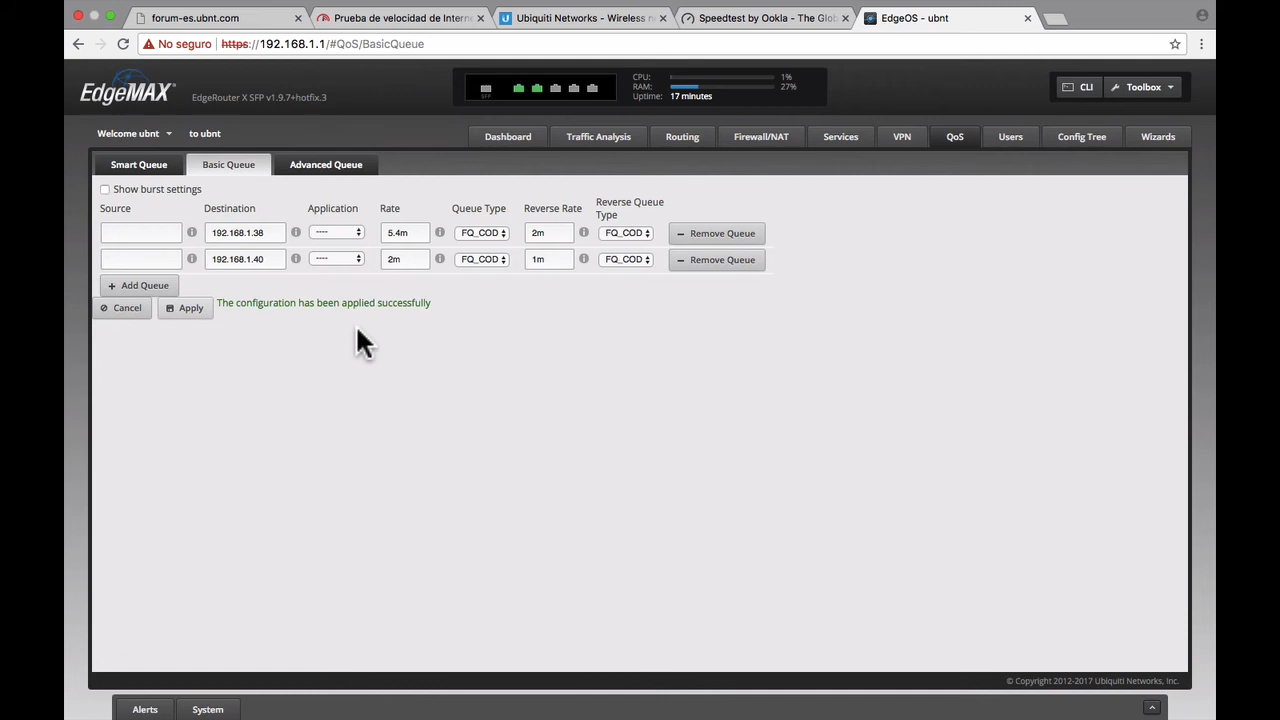 forum-es.ubnt.com
Prueba de velocidad de Intern
Ubiquiti Networks - Wireless n
Speedtest by Ookla - The Glob
EdgeOS - ubnt
No seguro https://192.168.1.1/#QoS/BasicQueue
EdgeMAX EdgeRouter X SFP v1.9.7+hotfix.3
SFP
CPU: 1%
RAM: 27%
Uptime: 17 minutes
CLI Toolbox
Welcome ubnt to ubnt
Dashboard Traffic Analysis Routing Firewall/NAT Services VPN QoS Users Config Tree Wizards
Smart Queue Basic Queue Advanced Queue
Show burst settings
Source Destination Application Rate Queue Type Reverse Rate Reverse Queue Type
192.168.1.38 ---- 5.4m FQ_COD 2m FQ_COD − Remove Queue
192.168.1.40 ---- 2m FQ_COD 1m FQ_COD − Remove Queue
+ Add Queue
Cancel Apply The configuration has been applied successfully
© Copyright 2012-2017 Ubiquiti Networks, Inc.
Alerts System